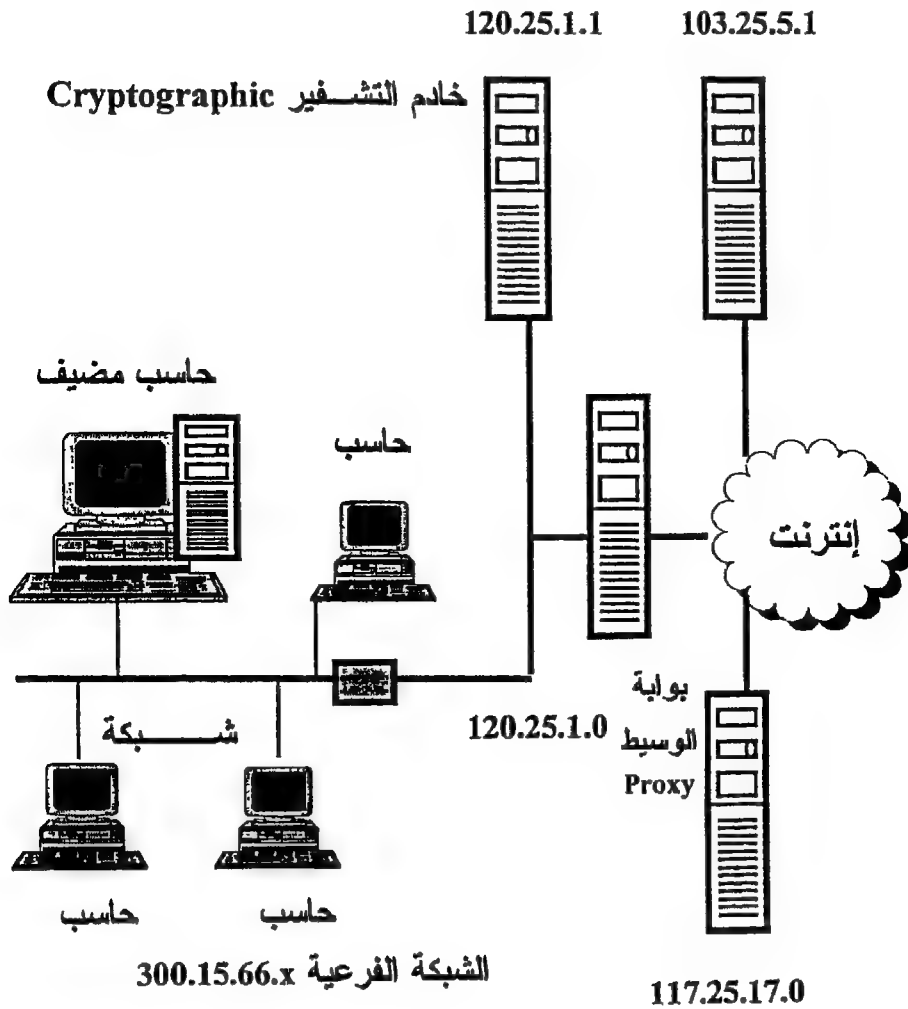 120.25.1.1
103.25.5.1
خادم التشفير Cryptographic
حاسب مضيف
حاسب
إنترنت
بوابة
الوسيط
Proxy
120.25.1.0
شبكة
حاسب
حاسب
الشبكة الفرعية 300.15.66.x
117.25.17.0